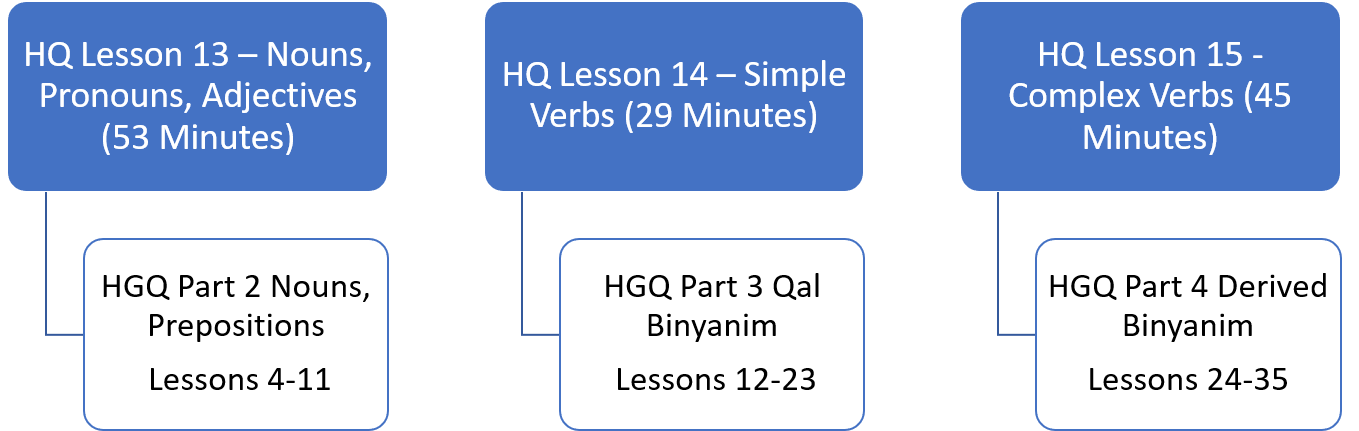 HQ Lesson 13 – Nouns,
Pronouns, Adjectives
(53 Minutes)
HGQ Part 2 Nouns,
Prepositions
Lessons 4-11
HQ Lesson 14 – Simple
Verbs (29 Minutes)
HGQ Part 3 Qal
Binyanim
Lessons 12-23
HQ Lesson 15 -
Complex Verbs (45
Minutes)
HGQ Part 4 Derived
Binyanim
Lessons 24-35